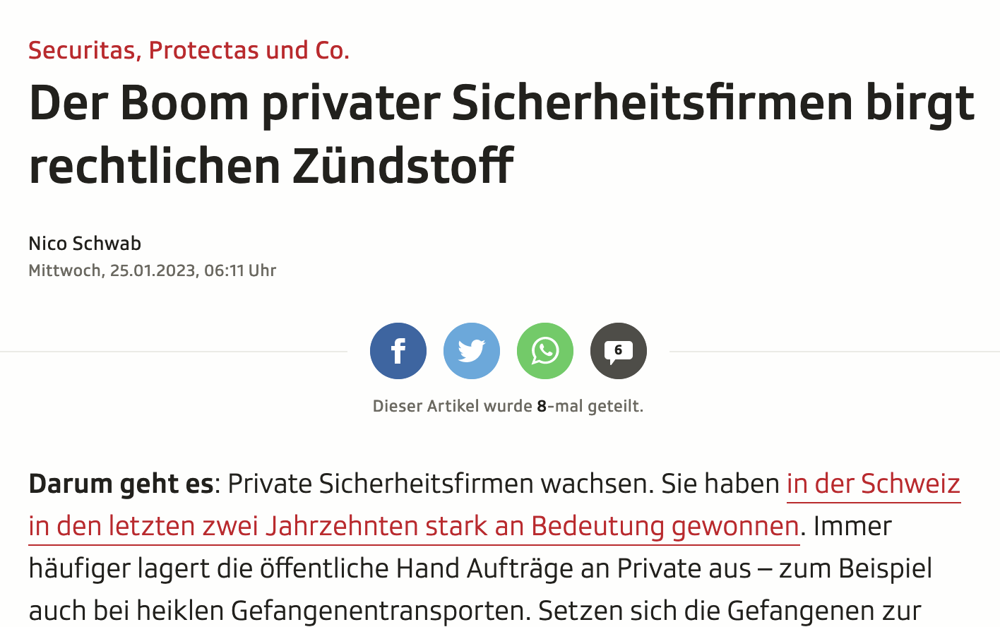 Securitas, Protectas und Co.
Der Boom privater Sicherheitsfirmen birgt
rechtlichen Zündstoff
Nico Schwab
Mittwoch, 25.01.2023, 06:11 Uhr
f
6
Dieser Artikel wurde 8-mal geteilt.
Darum geht es: Private Sicherheitsfirmen wachsen. Sie haben in der Schweiz
in den letzten zwei Jahrzehnten stark an Bedeutung gewonnen. Immer
häufiger lagert die öffentliche Hand Aufträge an Private aus – zum Beispiel
auch bei heiklen Gefangenentransporten. Setzen sich die Gefangenen zur